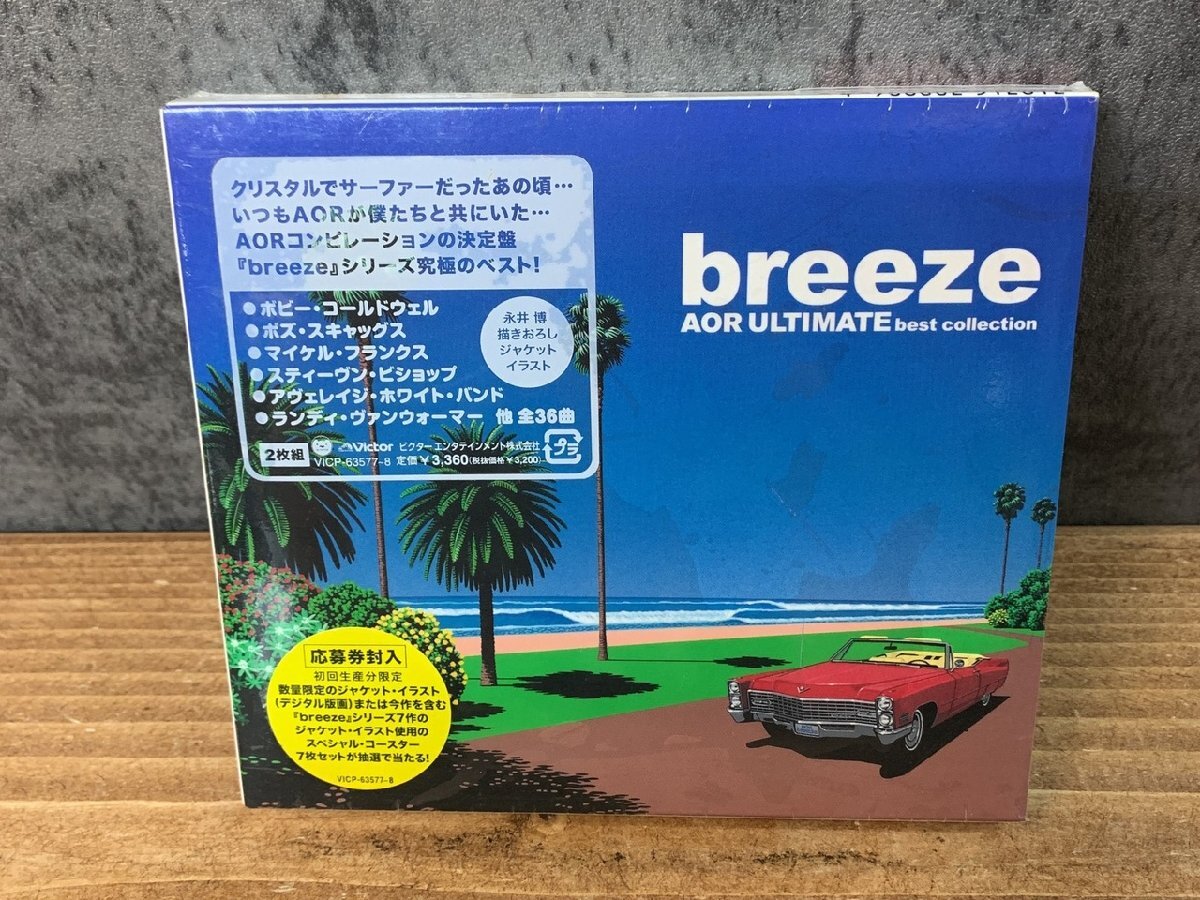 クリスタルでサーファーだったあの頃…
いつもAORが僕たちと共にいた…
AORコンピレーションの決定盤
『breeze』シリーズ究極のベスト!
●ボビー・コールドウェル
●ボズ・スキャッグス
●マイケル・フランクス
●スティーヴン・ビショップ
●アヴェレイジ・ホワイト・バンド
●ランディ・ヴァンウォーマー 他 全36曲
永井 博
描きおろし
ジャケット
イラスト
2枚組 Victor ビクターエンタテインメント株式会社
VICP-63577-8 定価¥3,360(税抜価格¥3,200)
プラ
breeze
AOR ULTIMATE best collection
応募券封入
初回生産分限定
数量限定のジャケット・イラスト
(デジタル版画)または今作を含む
『breeze』シリーズ7作の
ジャケット・イラスト使用の
スペシャル・コースター
7枚セットが抽選で当たる!
VICP-63577-8